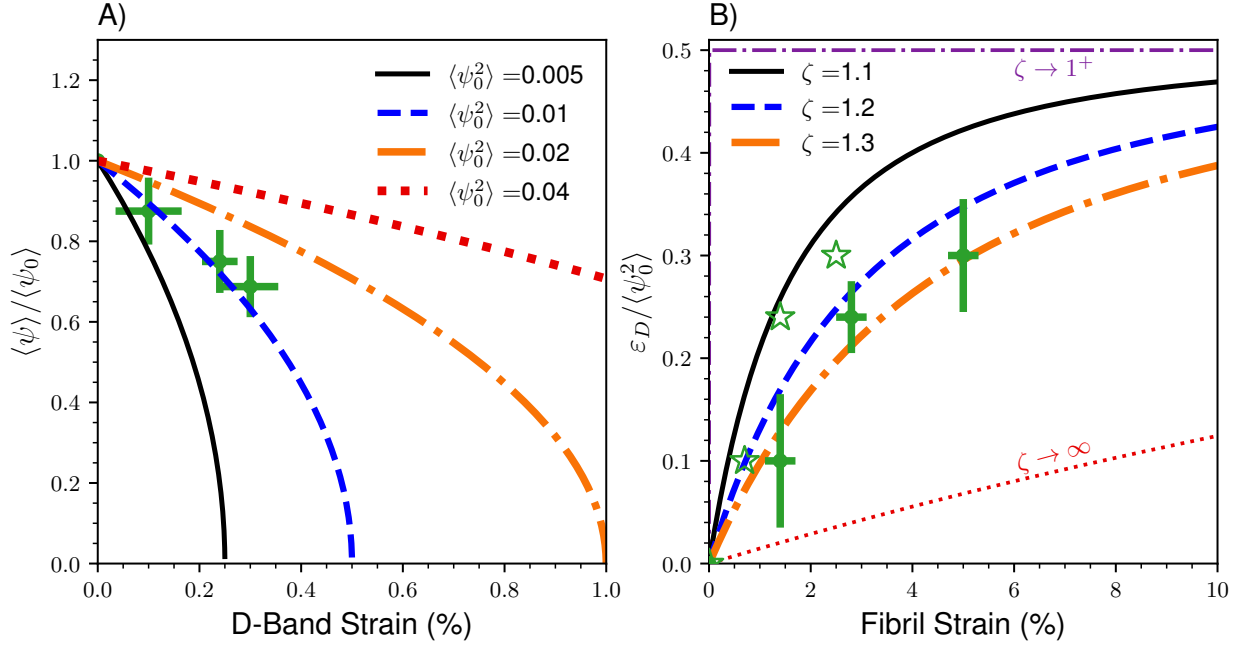 A)
⟨ψ⟩/⟨ψ₀⟩
1.2
1.0
0.8
0.6
0.4
0.2
0.0
⟨ψ₀²⟩ =0.005
⟨ψ₀²⟩ =0.01
⟨ψ₀²⟩ =0.02
⟨ψ₀²⟩ =0.04
0.0 0.2 0.4 0.6 0.8 1.0
D-Band Strain (%)
B)
ε_D/⟨ψ₀²⟩
0.5
0.4
0.3
0.2
0.1
0.0
ζ → 1⁺
ζ =1.1
ζ =1.2
ζ =1.3
ζ → ∞
0 2 4 6 8 10
Fibril Strain (%)